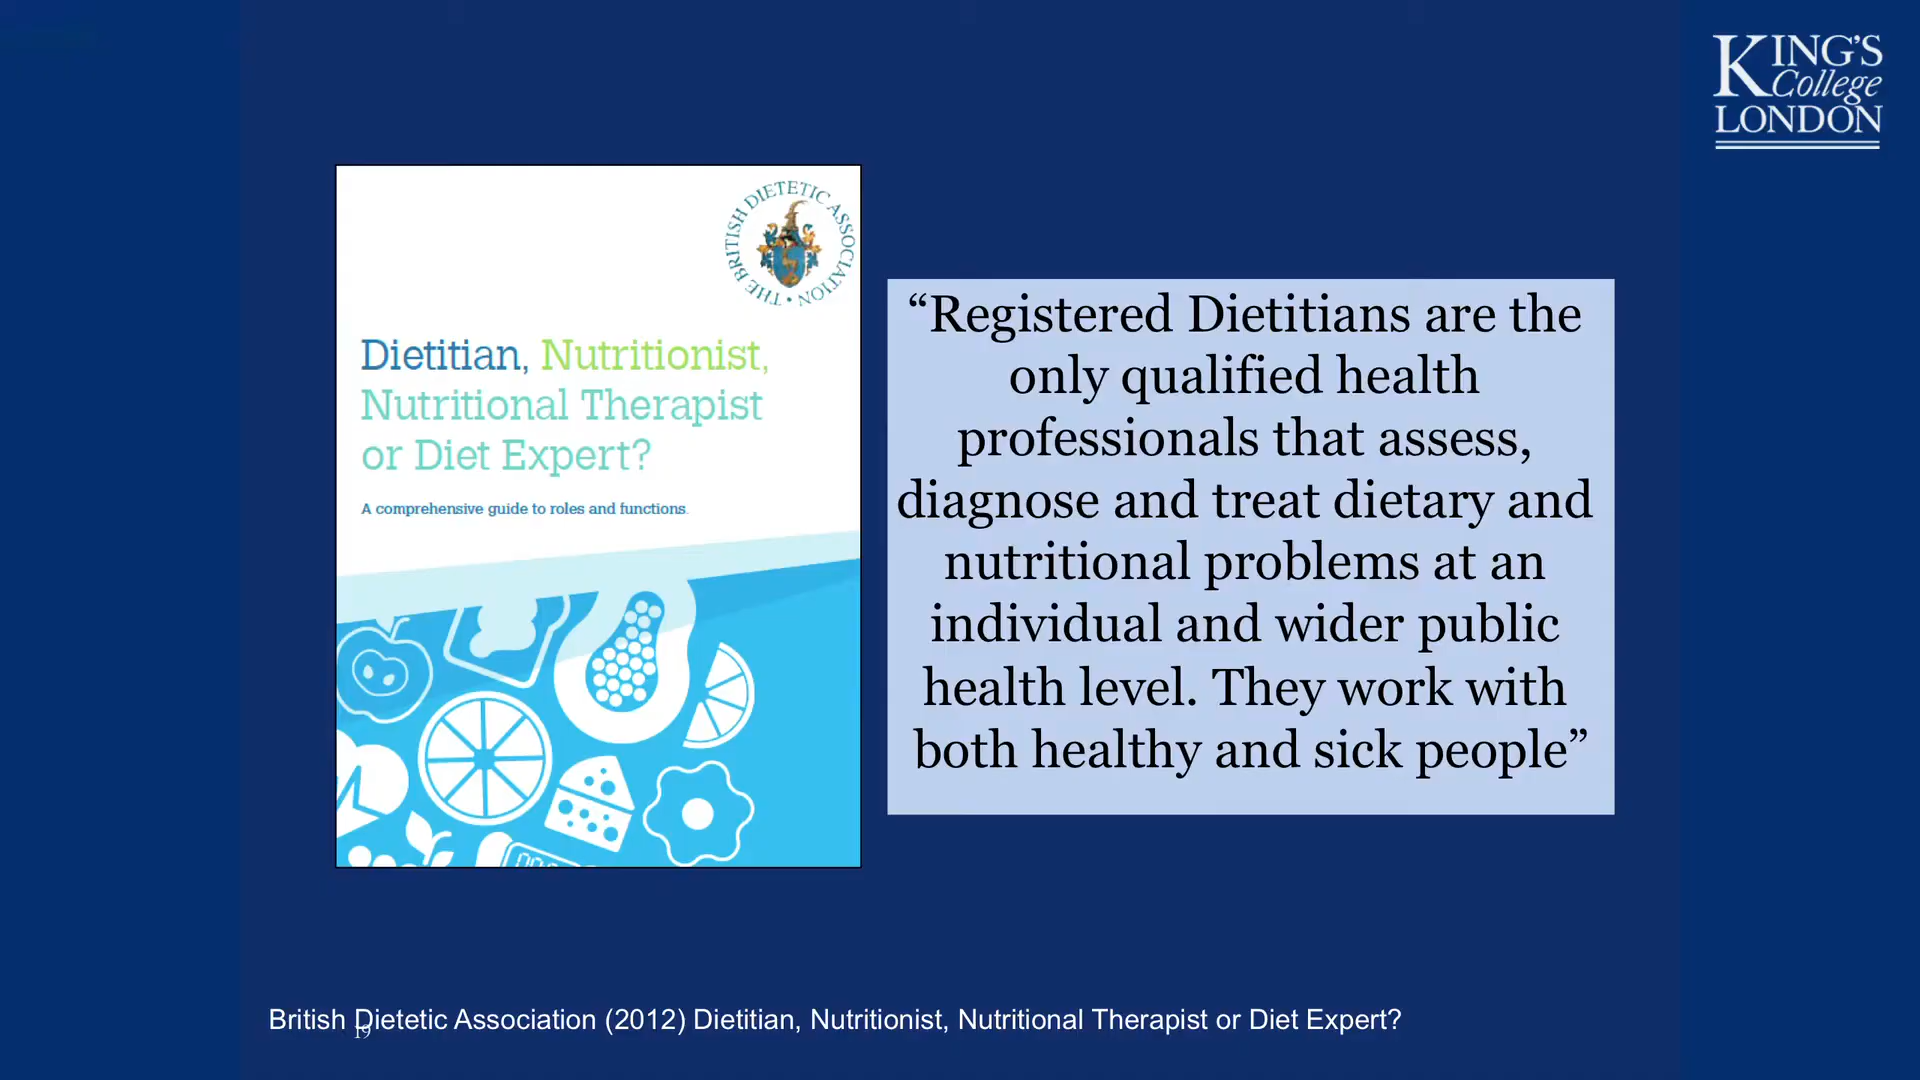 KING'S
College
LONDON
THE BRITISH DIETETIC ASSOCIATION •
Dietitian, Nutritionist,
Nutritional Therapist
or Diet Expert?
A comprehensive guide to roles and functions.
“Registered Dietitians are the
only qualified health
professionals that assess,
diagnose and treat dietary and
nutritional problems at an
individual and wider public
health level. They work with
both healthy and sick people”
British Dietetic Association (2012) Dietitian, Nutritionist, Nutritional Therapist or Diet Expert?
19